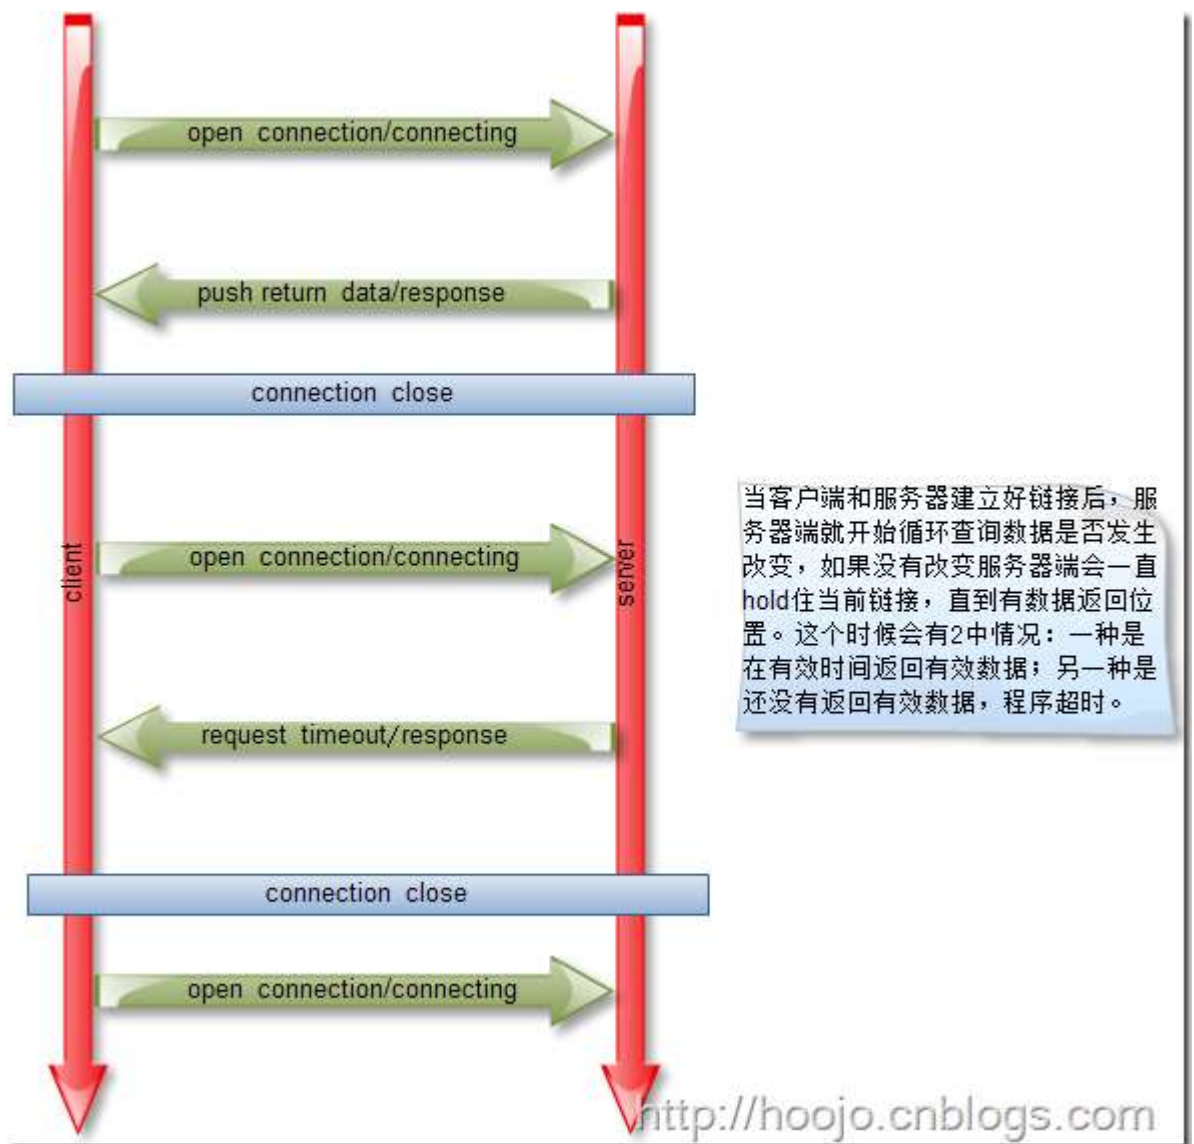 open connection/connecting
push return data/response
connection close
client
open connection/connecting
server
当客户端和服务器建立好链接后，服
务器端就开始循环查询数据是否发生
改变，如果没有改变服务器端会一直
hold住当前链接，直到有数据返回位
置。这个时候会有2中情况：一种是
在有效时间返回有效数据；另一种是
还没有返回有效数据，程序超时。
request timeout/response
connection close
open connection/connecting
http://hoojo.cnblogs.com